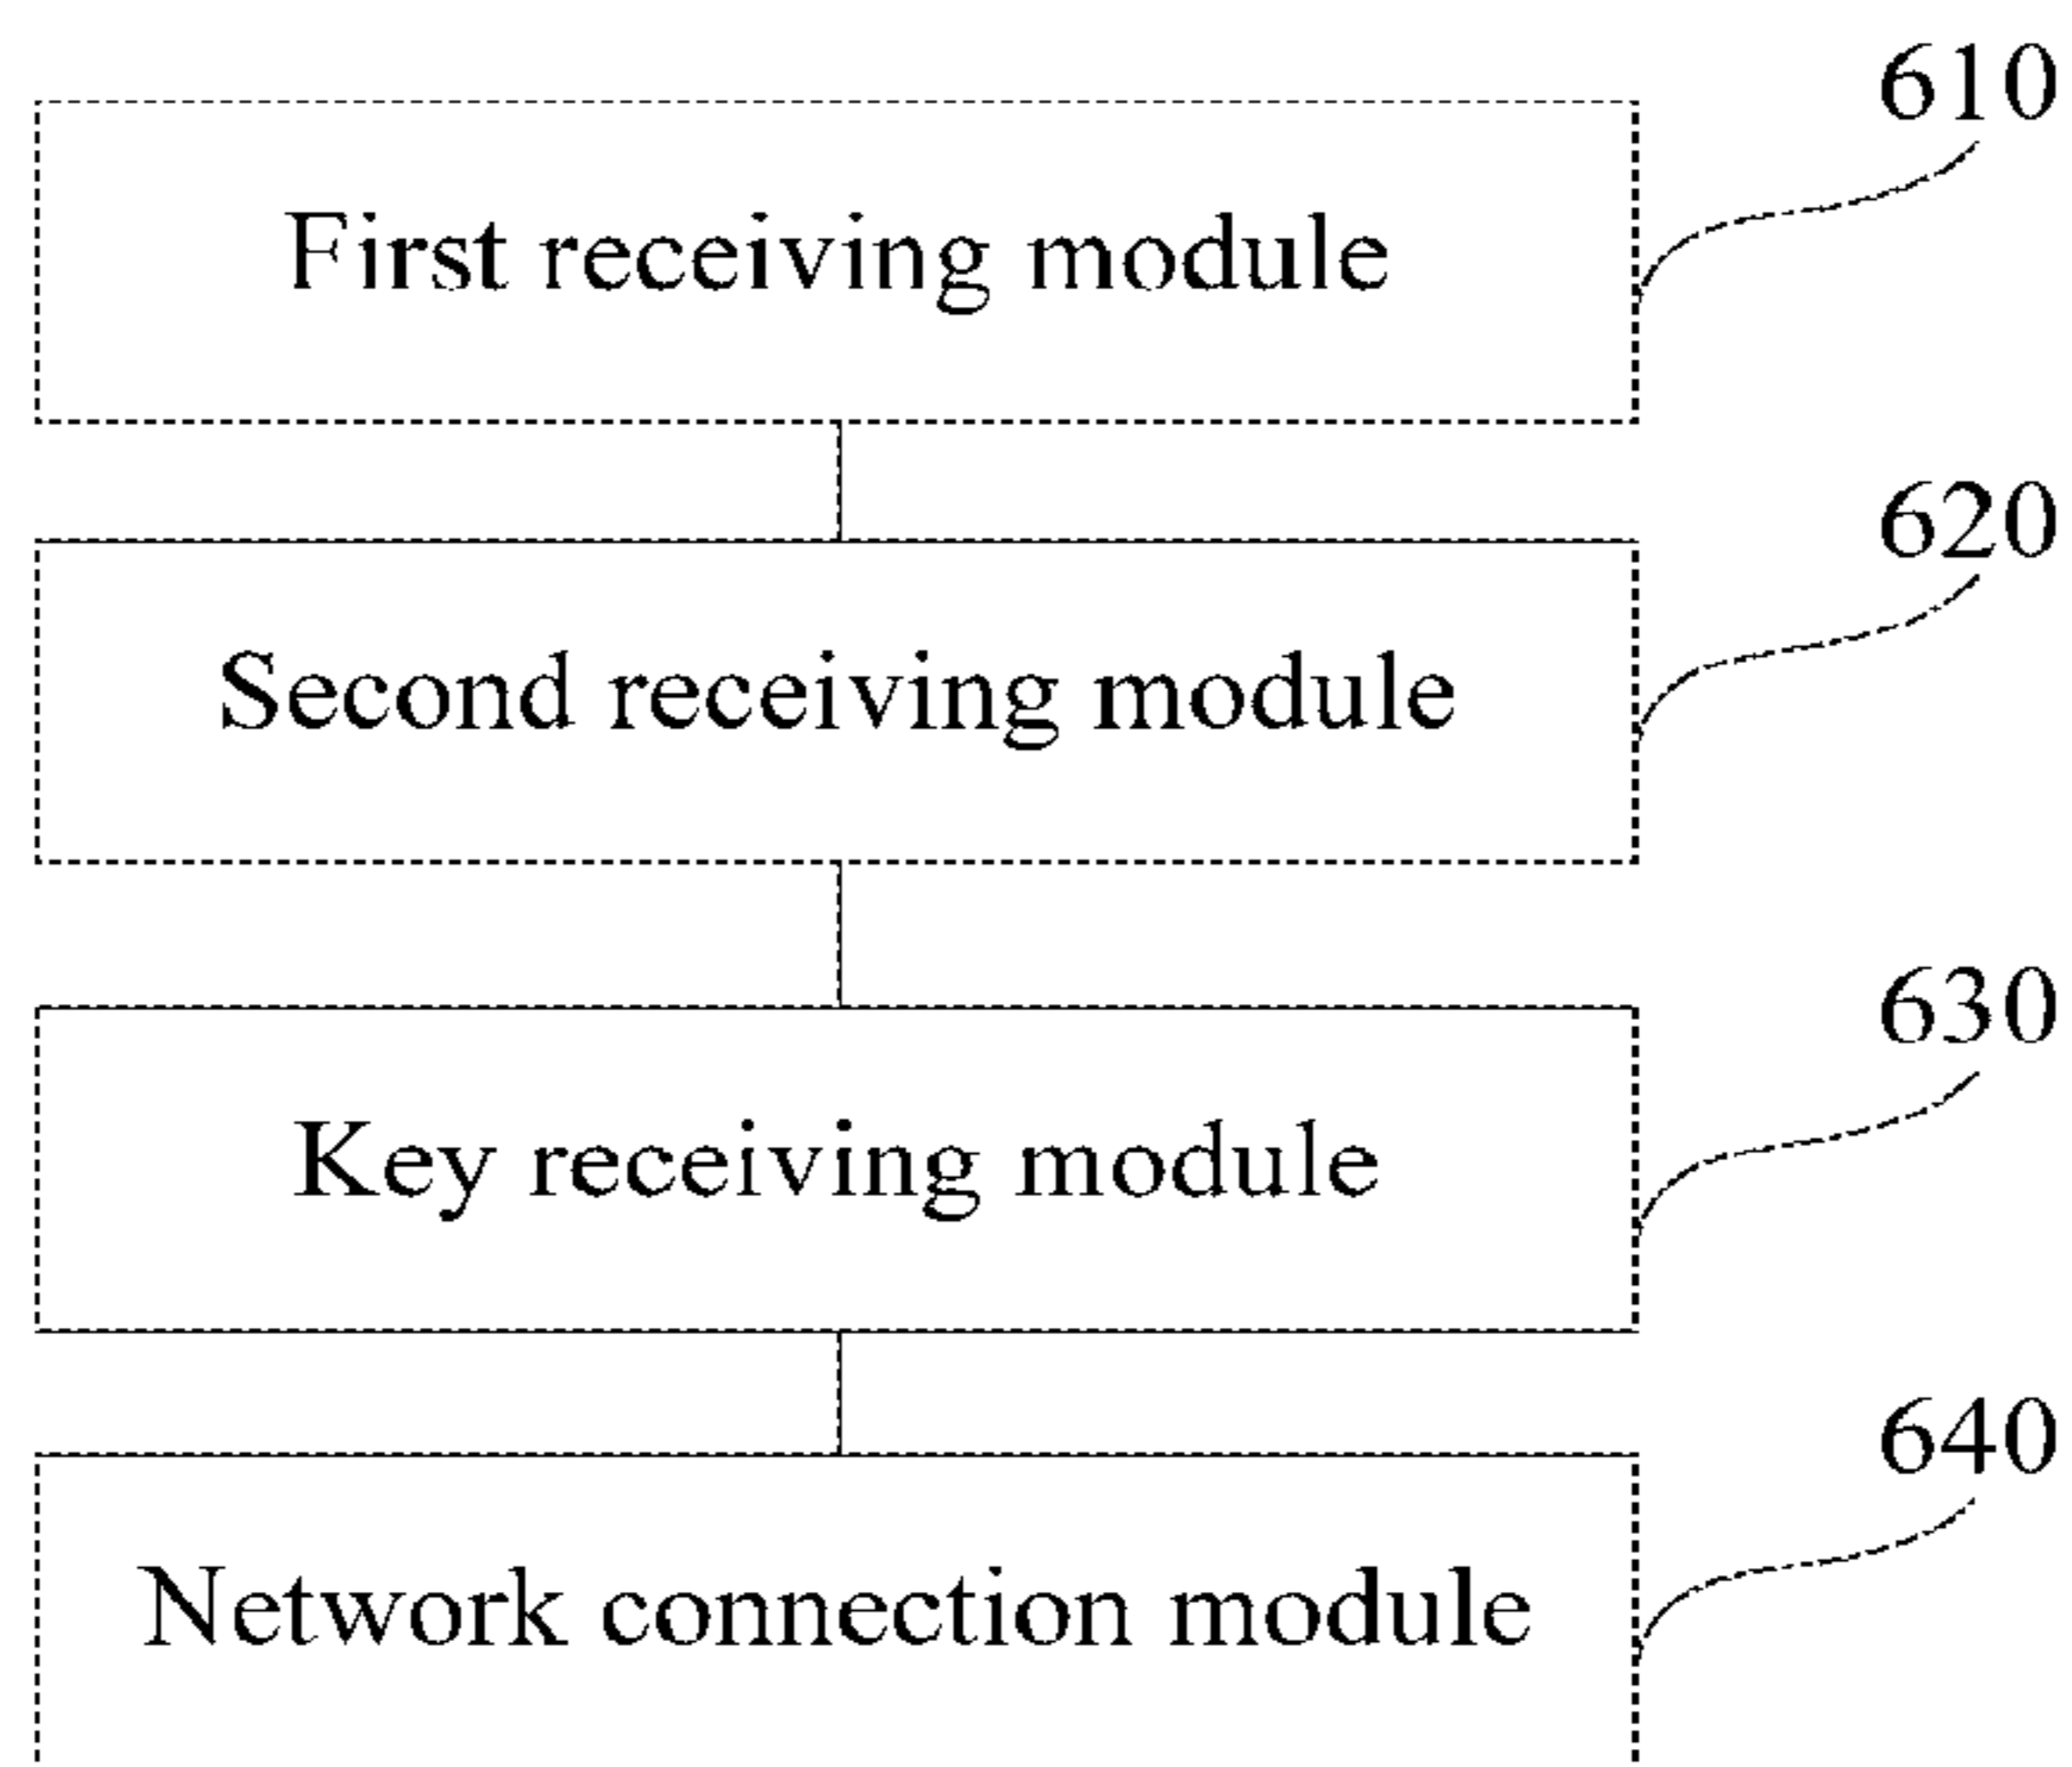 610
First receiving module
620
Second receiving module
630
Key receiving module
640
Network connection module